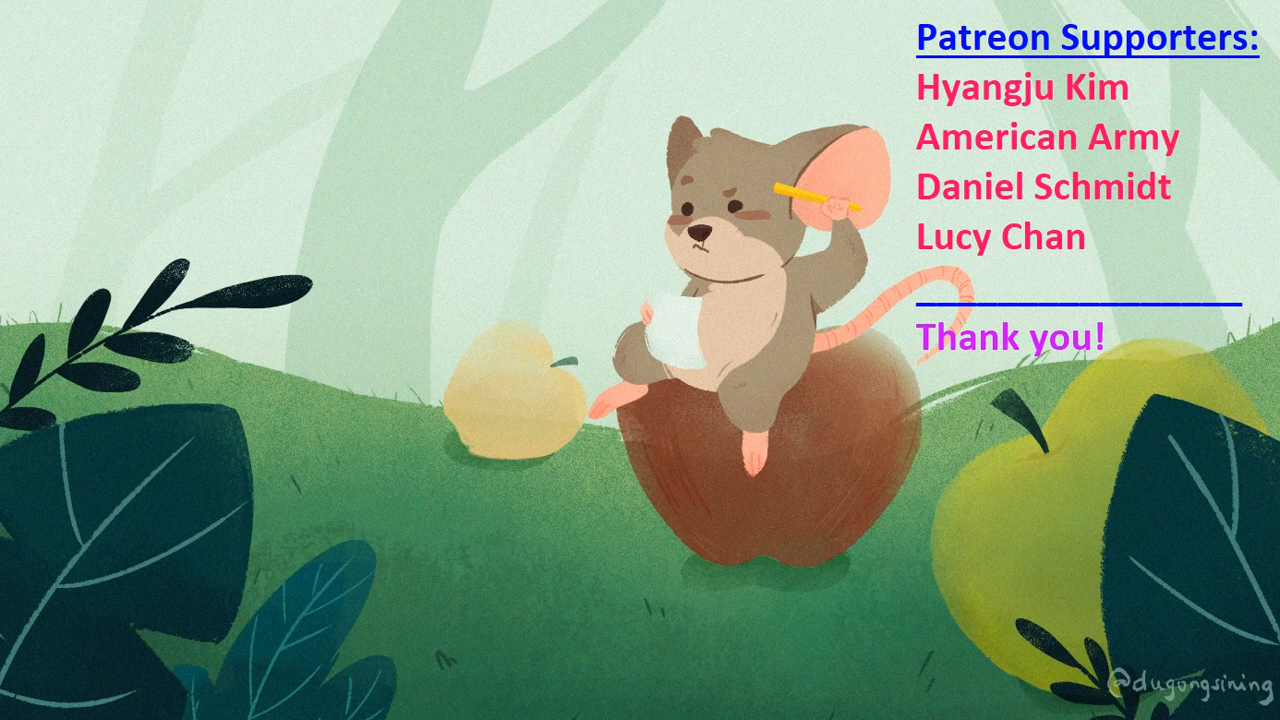 Patreon Supporters:
Hyangju Kim
American Army
Daniel Schmidt
Lucy Chan
Thank you!
@dugongsining